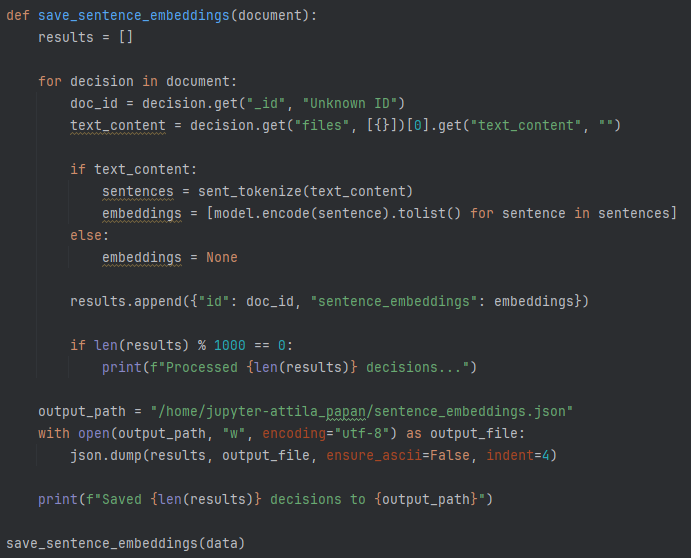 def save_sentence_embeddings(document):
    results = []

    for decision in document:
        doc_id = decision.get("_id", "Unknown ID")
        text_content = decision.get("files", [{}])[0].get("text_content", "")

        if text_content:
            sentences = sent_tokenize(text_content)
            embeddings = [model.encode(sentence).tolist() for sentence in sentences]
        else:
            embeddings = None

        results.append({"id": doc_id, "sentence_embeddings": embeddings})

        if len(results) % 1000 == 0:
            print(f"Processed {len(results)} decisions...")

    output_path = "/home/jupyter-attila_papan/sentence_embeddings.json"
    with open(output_path, "w", encoding="utf-8") as output_file:
        json.dump(results, output_file, ensure_ascii=False, indent=4)

    print(f"Saved {len(results)} decisions to {output_path}")

save_sentence_embeddings(data)